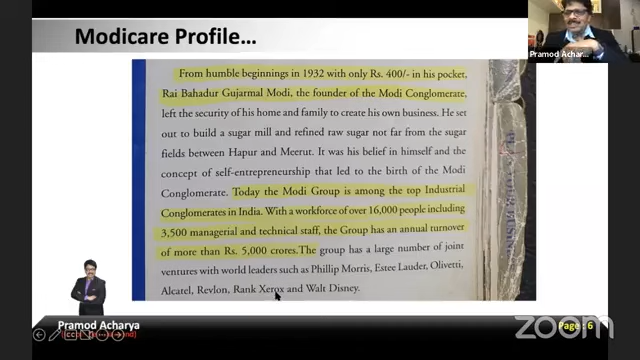 Modicare Profile...
Pramod Achar...
From humble beginnings in 1932 with only Rs. 400/- in his pocket,
Rai Bahadur Gujarmal Modi, the founder of the Modi Conglomerate,
left the security of his home and family to create his own business. He set
out to build a sugar mill and refined raw sugar not far from the sugar
fields between Hapur and Meerut. It was his belief in himself and the
concept of self-entrepreneurship that led to the birth of the Modi
Conglomerate. Today the Modi Group is among the top Industrial
Conglomerates in India. With a workforce of over 16,000 people including
3,500 managerial and technical staff, the Group has an annual turnover
of more than Rs. 5,000 crores.The group has a large number of joint
ventures with world leaders such as Phillip Morris, Estee Lauder, Olivetti,
Alcatel, Revlon, Rank Xerox and Walt Disney.
Pramod Acharya
Page : 6
zoom